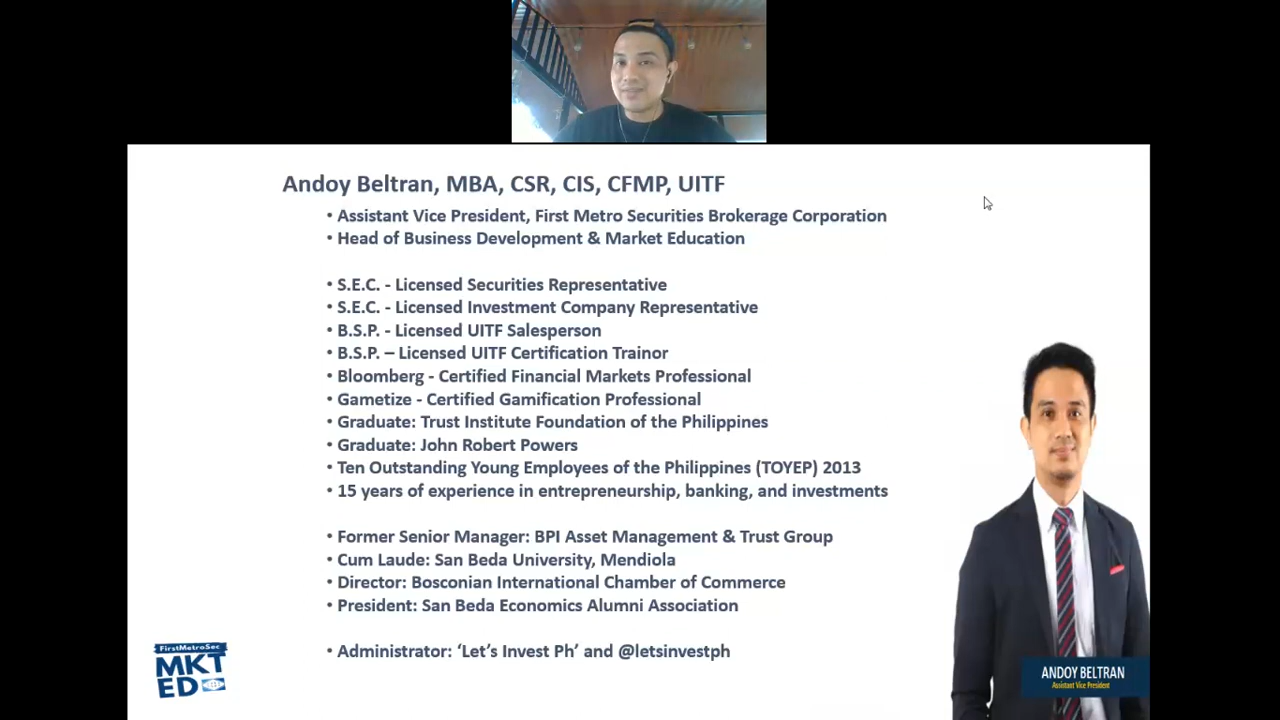 Andoy Beltran, MBA, CSR, CIS, CFMP, UITF
• Assistant Vice President, First Metro Securities Brokerage Corporation
• Head of Business Development & Market Education
• S.E.C. - Licensed Securities Representative
• S.E.C. - Licensed Investment Company Representative
• B.S.P. - Licensed UITF Salesperson
• B.S.P. – Licensed UITF Certification Trainor
• Bloomberg - Certified Financial Markets Professional
• Gametize - Certified Gamification Professional
• Graduate: Trust Institute Foundation of the Philippines
• Graduate: John Robert Powers
• Ten Outstanding Young Employees of the Philippines (TOYEP) 2013
• 15 years of experience in entrepreneurship, banking, and investments
• Former Senior Manager: BPI Asset Management & Trust Group
• Cum Laude: San Beda University, Mendiola
• Director: Bosconian International Chamber of Commerce
• President: San Beda Economics Alumni Association
• Administrator: ‘Let’s Invest Ph’ and @letsinvestph
FirstMetroSec
MKT
ED
ANDOY BELTRAN
Assistant Vice President